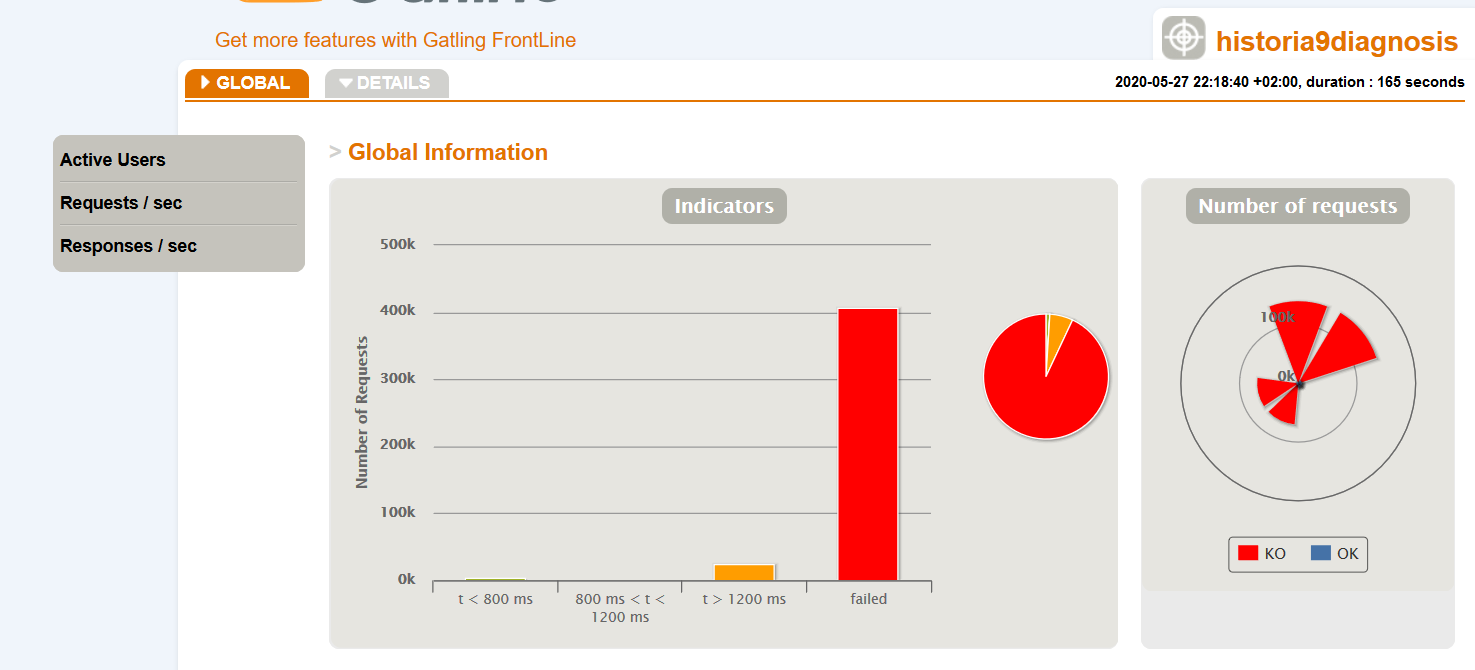 Get more features with Gatling FrontLine
historia9diagnosis
GLOBAL
DETAILS
2020-05-27 22:18:40 +02:00, duration : 165 seconds
Active Users
Requests / sec
Responses / sec
> Global Information
Indicators
Number of Requests
500k
400k
300k
200k
100k
0k
t < 800 ms
800 ms < t <
1200 ms
t > 1200 ms
failed
Number of requests
100k
0k
KO
OK